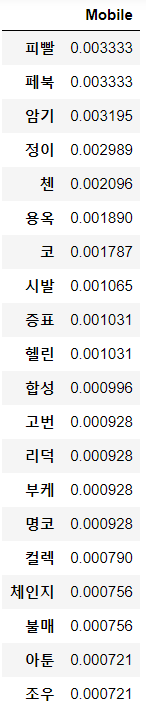 Mobile
피빨 0.003333
페북 0.003333
암기 0.003195
정이 0.002989
첸 0.002096
용옥 0.001890
코 0.001787
시발 0.001065
증표 0.001031
헬린 0.001031
합성 0.000996
고번 0.000928
리덕 0.000928
부케 0.000928
명코 0.000928
컬렉 0.000790
체인지 0.000756
불매 0.000756
아툰 0.000721
조우 0.000721